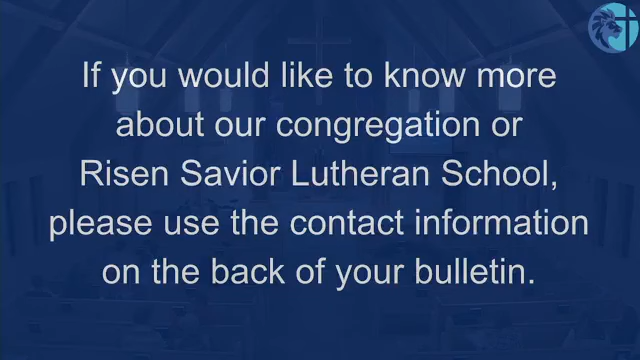 If you would like to know more
about our congregation or
Risen Savior Lutheran School,
please use the contact information
on the back of your bulletin.